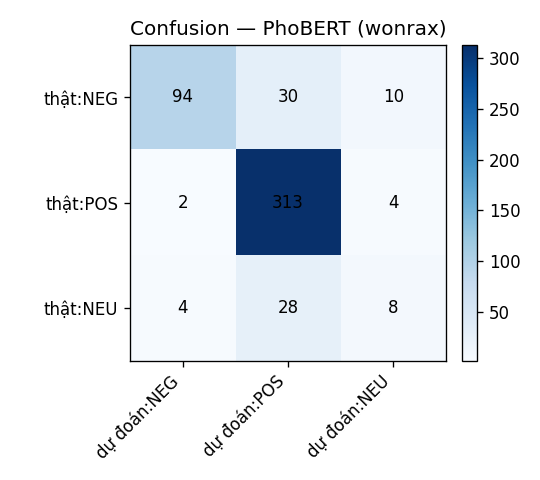 Confusion — PhoBERT (wonrax)
thật:NEG 94 30 10
thật:POS 2 313 4
thật:NEU 4 28 8
dự đoán:NEG dự đoán:POS dự đoán:NEU
300
250
200
150
100
50